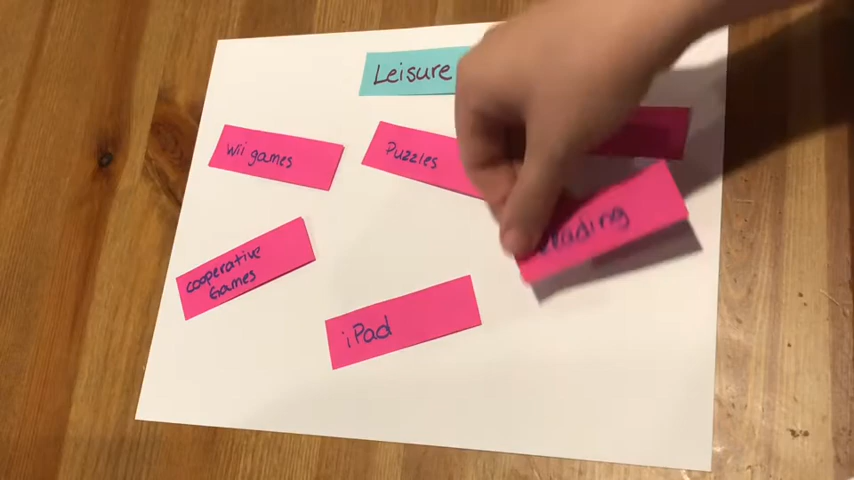 Leisure
Wii games
Puzzles
cooperative
Games
iPad